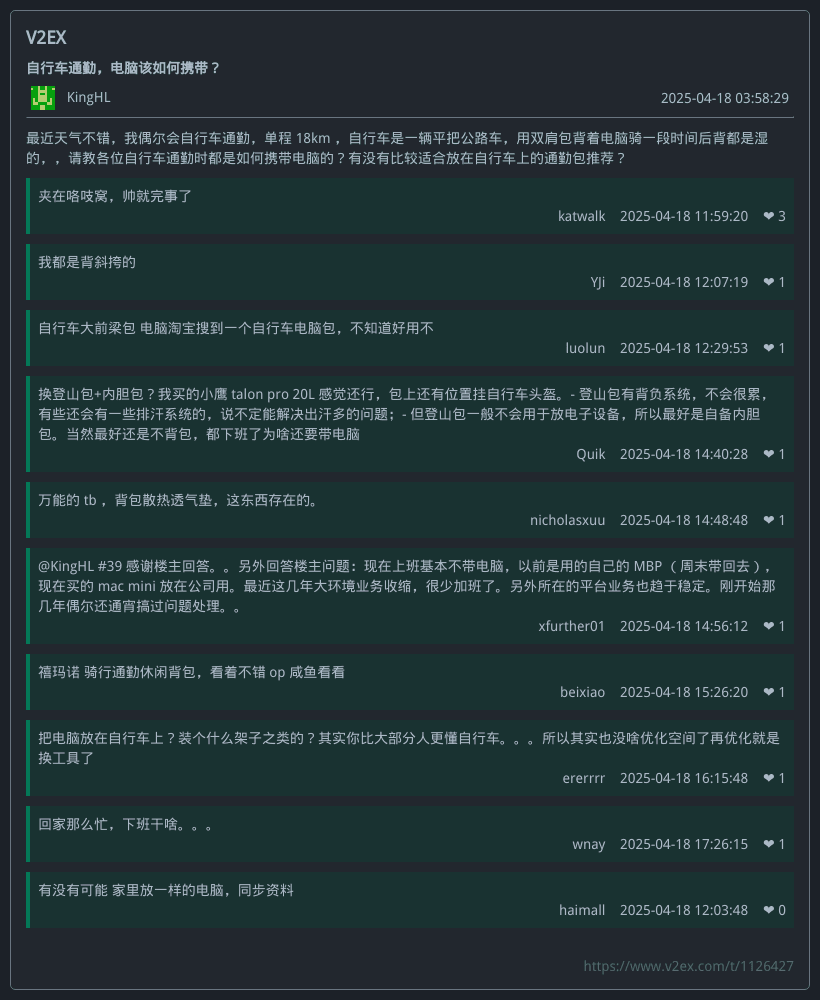 V2EX
自行车通勤，电脑该如何携带？
KingHL
2025-04-18 03:58:29
最近天气不错，我偶尔会自行车通勤，单程 18km ，自行车是一辆平把公路车，用双肩包背着电脑骑一段时间后背都是湿
的，，请教各位自行车通勤时都是如何携带电脑的？有没有比较适合放在自行车上的通勤包推荐？
夹在咯吱窝，帅就完事了
katwalk 2025-04-18 11:59:20 ❤ 3
我都是背斜挎的
YJi 2025-04-18 12:07:19 ❤ 1
自行车大前梁包 电脑淘宝搜到一个自行车电脑包，不知道好用不
luolun 2025-04-18 12:29:53 ❤ 1
换登山包+内胆包？我买的小鹰 talon pro 20L 感觉还行，包上还有位置挂自行车头盔。- 登山包有背负系统，不会很累，
有些还会有一些排汗系统的，说不定能解决出汗多的问题；- 但登山包一般不会用于放电子设备，所以最好是自备内胆
包。当然最好还是不背包，都下班了为啥还要带电脑
Quik 2025-04-18 14:40:28 ❤ 1
万能的 tb ，背包散热透气垫，这东西存在的。
nicholasxuu 2025-04-18 14:48:48 ❤ 1
@KingHL #39 感谢楼主回答。。另外回答楼主问题：现在上班基本不带电脑，以前是用的自己的 MBP （周末带回去），
现在买的 mac mini 放在公司用。最近这几年大环境业务收缩，很少加班了。另外所在的平台业务也趋于稳定。刚开始那
几年偶尔还通宵搞过问题处理。。
xfurther01 2025-04-18 14:56:12 ❤ 1
禧玛诺 骑行通勤休闲背包，看着不错 op 咸鱼看看
beixiao 2025-04-18 15:26:20 ❤ 1
把电脑放在自行车上？装个什么架子之类的？其实你比大部分人更懂自行车。。。所以其实也没啥优化空间了再优化就是
换工具了
ererrrr 2025-04-18 16:15:48 ❤ 1
回家那么忙，下班干啥。。。
wnay 2025-04-18 17:26:15 ❤ 1
有没有可能 家里放一样的电脑，同步资料
haimall 2025-04-18 12:03:48 ❤ 0
https://www.v2ex.com/t/1126427